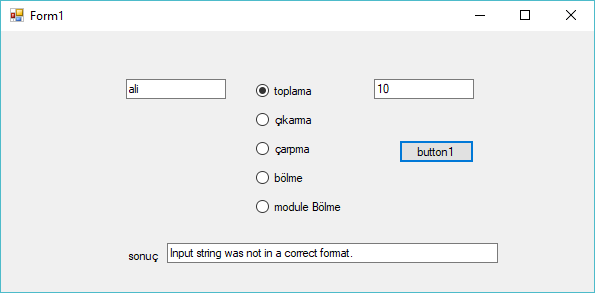 Form1
ali
toplama
10
çıkarma
çarpma
button1
bölme
module Bölme
sonuç
Input string was not in a correct format.